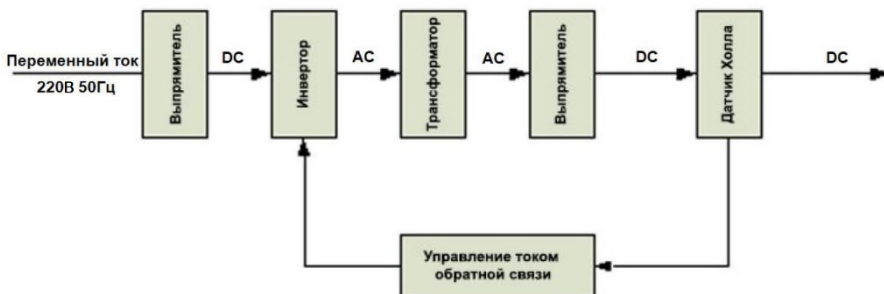 Переменный ток
220В 50Гц
Выпрямитель
DC
Инвертор
AC
Трансформатор
AC
Выпрямитель
DC
Датчик Холла
DC
Управление током
обратной связи